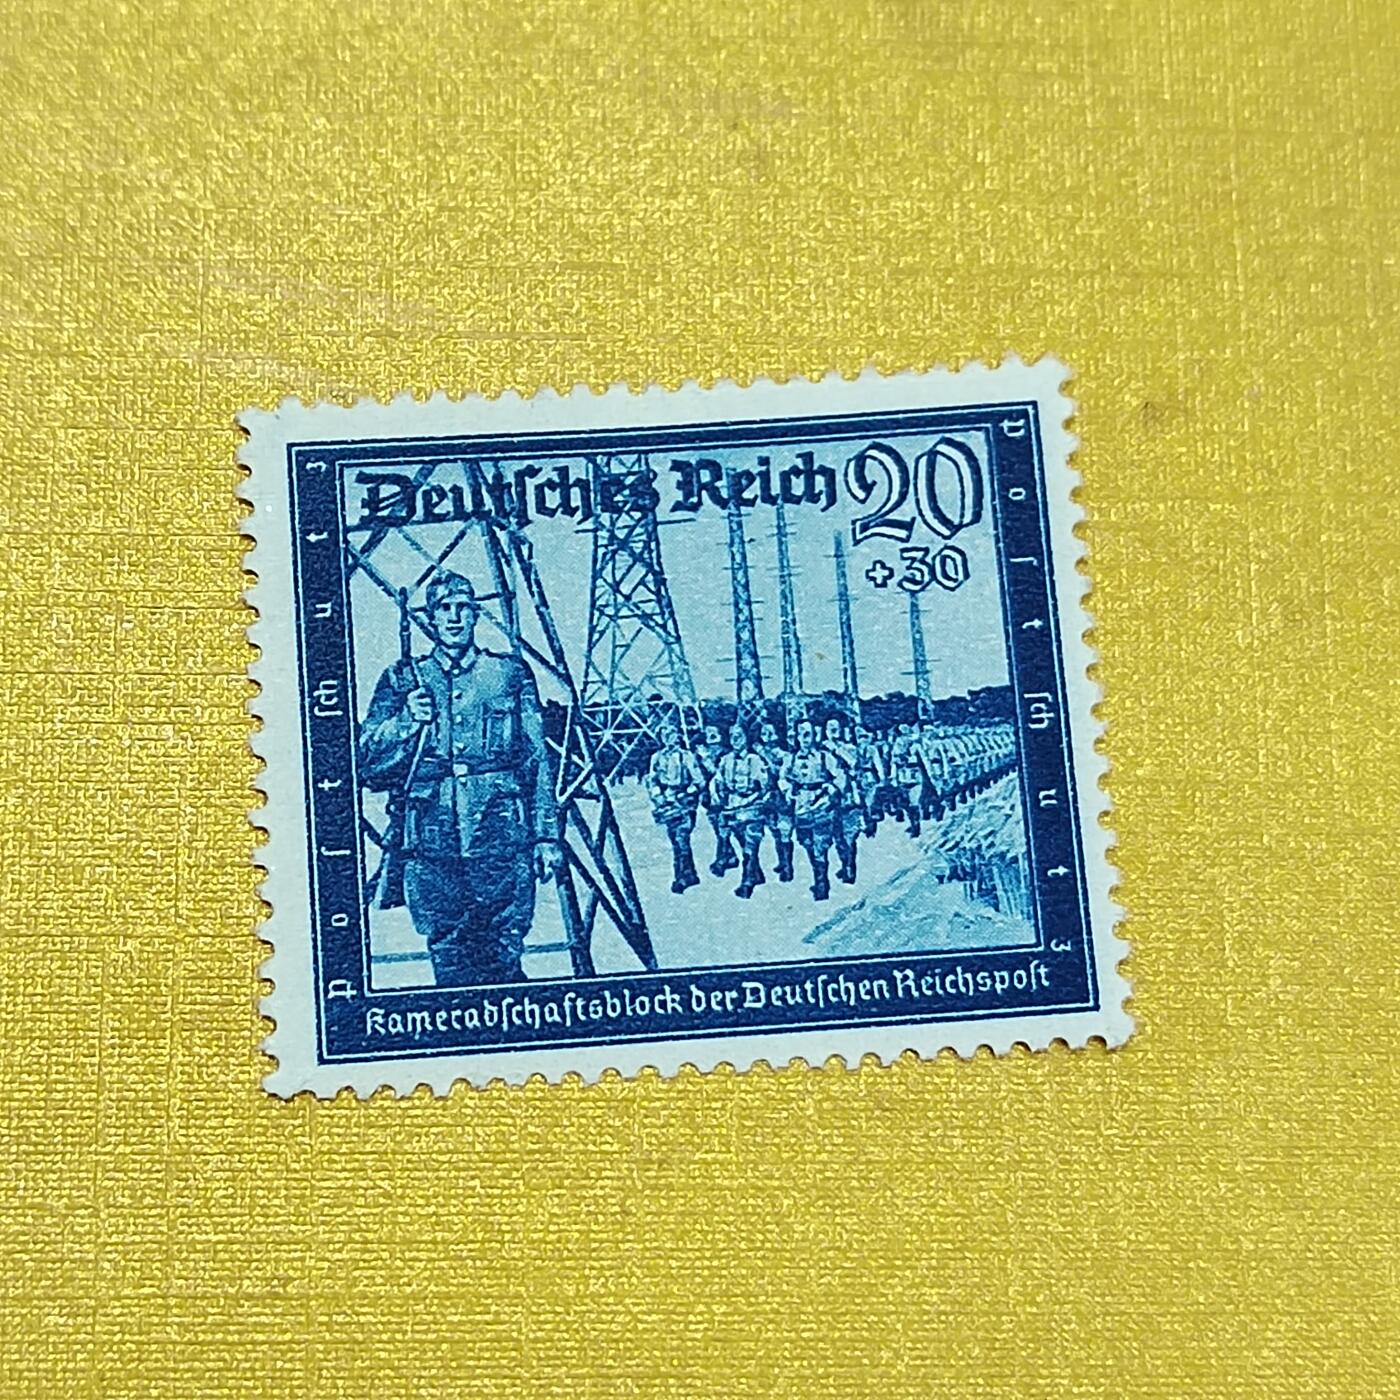 Deutſches Reich 20
+30
Poſtſchutz
Poſtſchutz
Kameradſchaftsblock der Deutſchen Reichspoſt